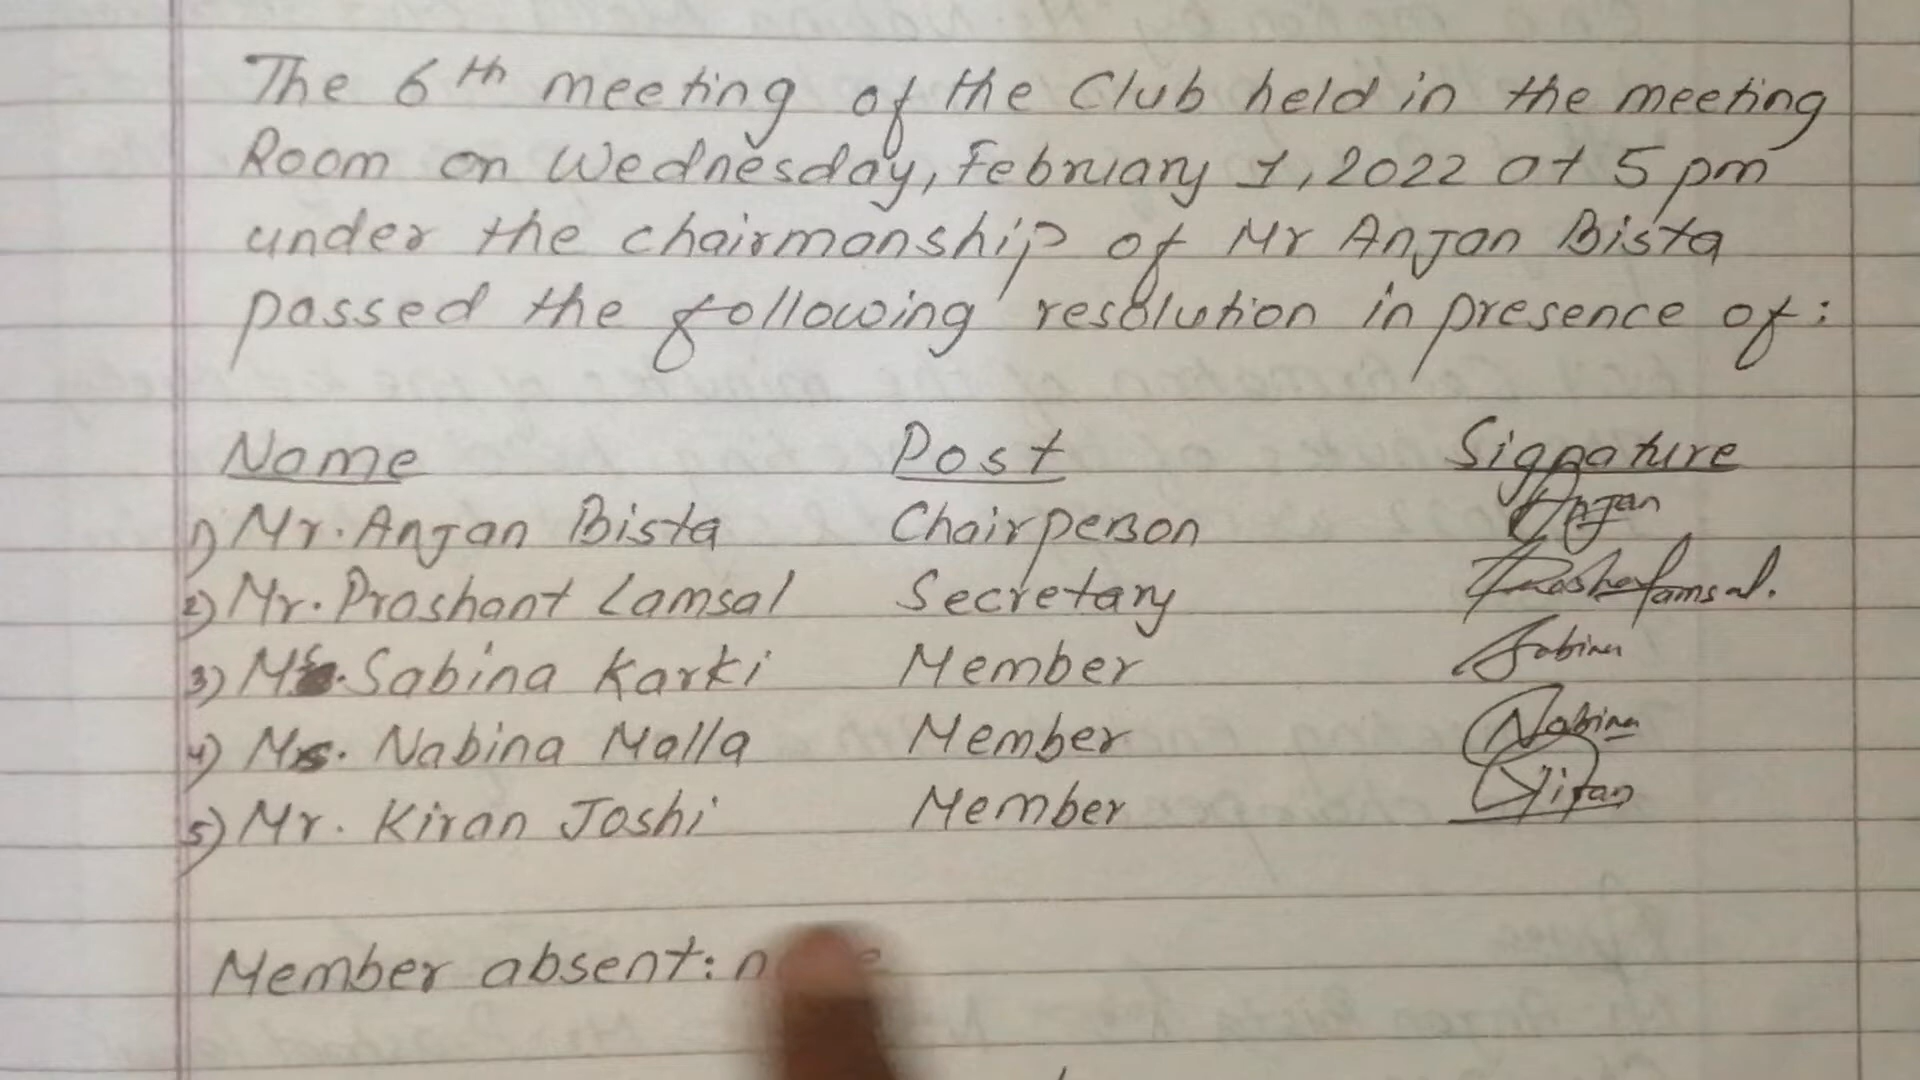 The 6th meeting of the Club held in the meeting
Room on Wednesday, February 1, 2022 at 5 pm
under the chairmanship of Mr Anjan Bista
passed the following resolution in presence of:
Name Post Signature
1) Mr. Anjan Bista Chairperson Anjan
2) Mr. Prashant Lamsal Secretary Lamsal.
3) Ms. Sabina Karki Member Sabina
4) Ms. Nabina Malla Member Nabina
5) Mr. Kiran Joshi Member Kiran
Member absent: